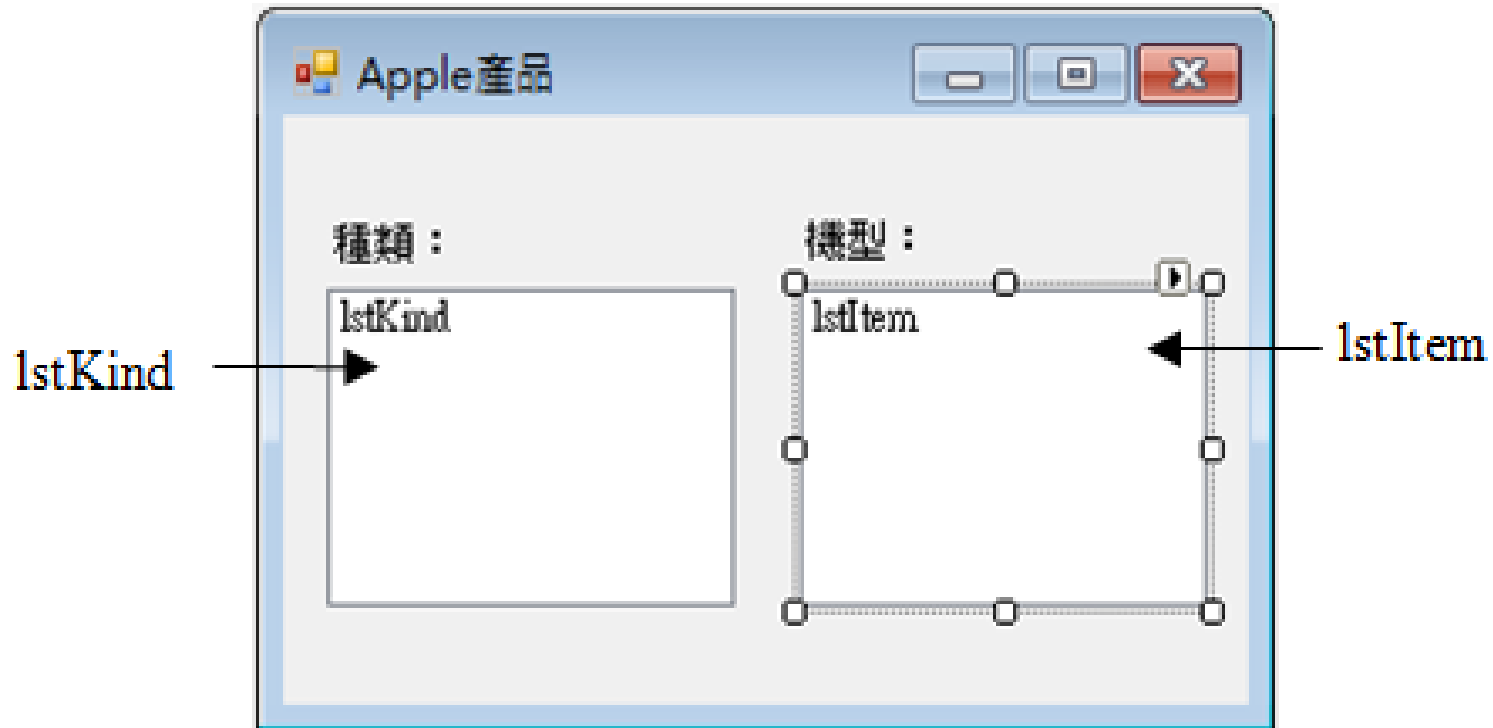 Apple產品
種類：
機型：
lstKind
lstItem
lstKind
lstItem